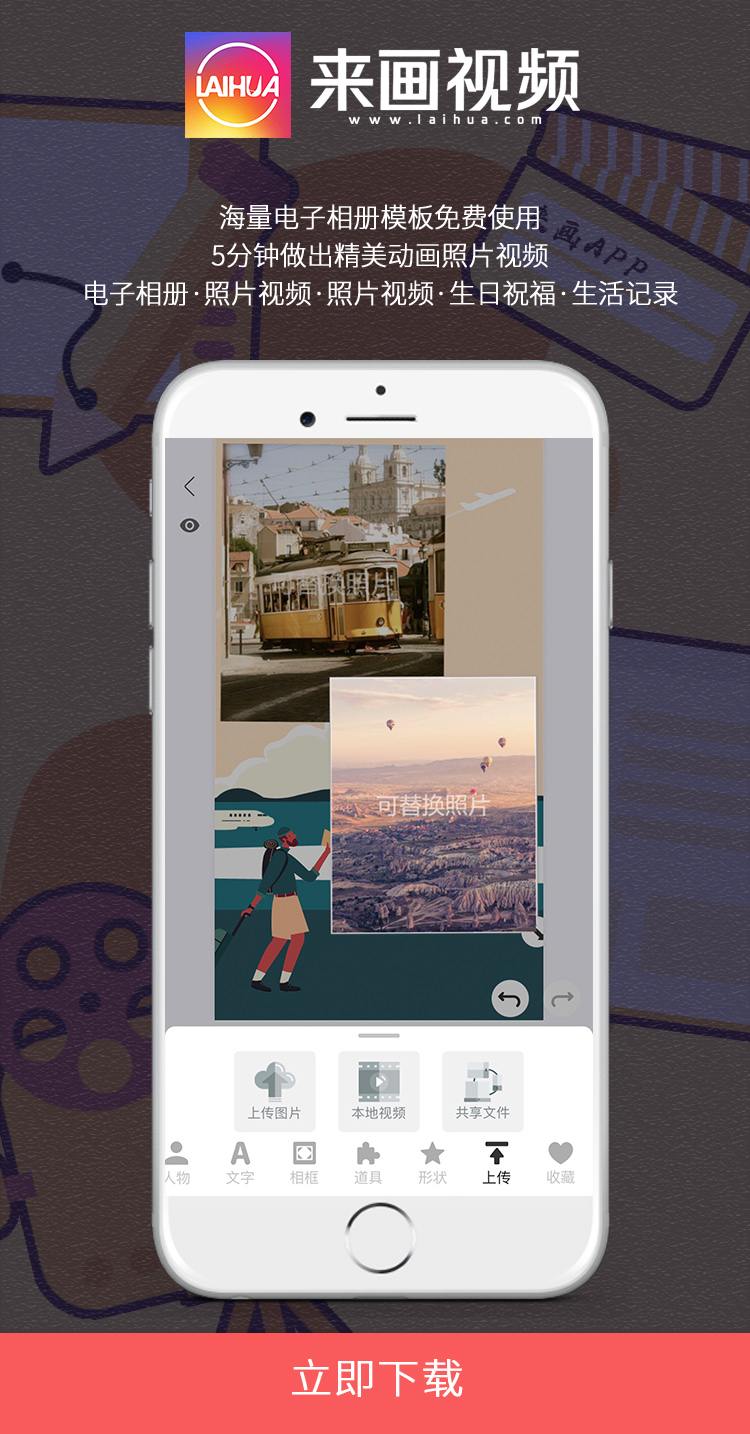 LAIHUA
来画视频
www.laihua.com
海量电子相册模板免费使用
5分钟做出精美动画照片视频
电子相册·照片视频·照片视频·生日祝福·生活记录
画APP
可替换照片
可替换照片
上传图片
本地视频
共享文件
人物
文字
相框
道具
形状
上传
收藏
立即下载